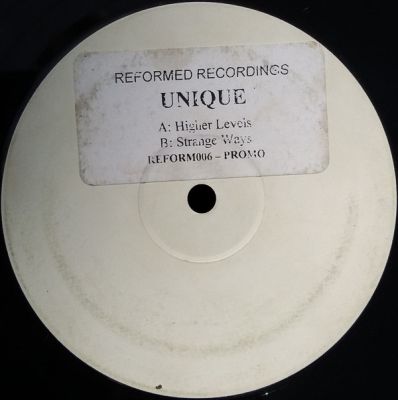 REFORMED RECORDINGS
UNIQUE
A: Higher Levels
B: Strange Ways
REFORM006 – PROMO